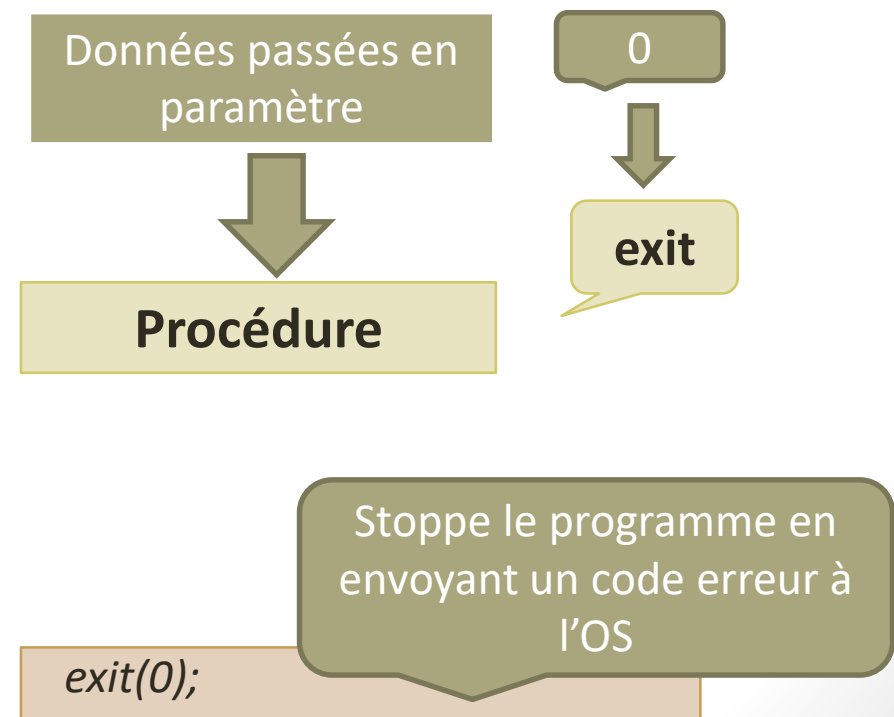 Données passées en
paramètre
0
exit
Procédure
Stoppe le programme en
envoyant un code erreur à
l’OS
exit(0);